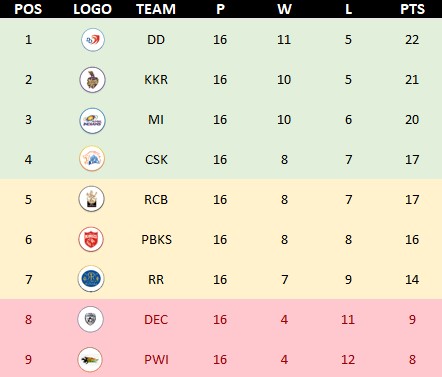 POS LOGO TEAM P W L PTS
1 DD 16 11 5 22
2 KKR 16 10 5 21
3 MI 16 10 6 20
4 CSK 16 8 7 17
5 RCB 16 8 7 17
6 PBKS 16 8 8 16
7 RR 16 7 9 14
8 DEC 16 4 11 9
9 PWI 16 4 12 8